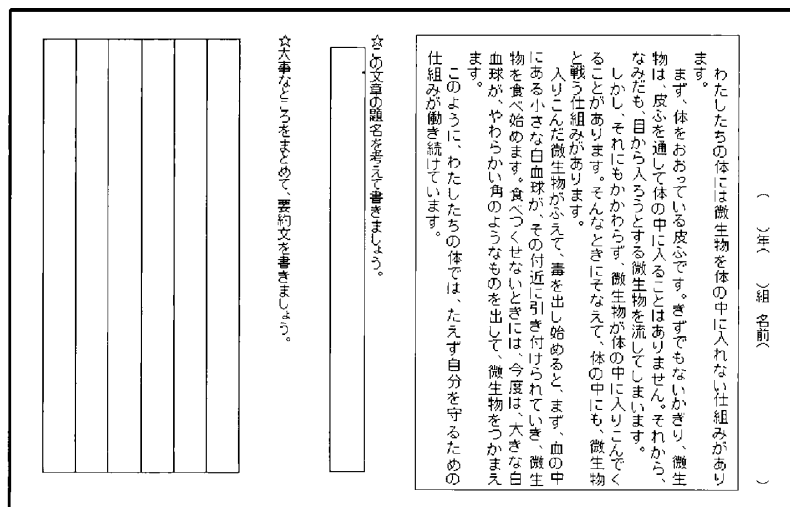 （　　）年（　　）組　名前（　　　　　　　　）
わたしたちの体には微生物を体の中に入れない仕組みがあり
ます。
まず、体をおおっている皮ふです。きずでもないかぎり、微生
物は、皮ふを通して体の中に入ることはありません。それから、
なみだも、目から入ろうとする微生物を流してしまいます。
しかし、それにもかかわらず、微生物が体の中に入りこんでく
ることがあります。そんなときにそなえて、体の中にも、微生物
と戦う仕組みがあります。
入りこんだ微生物がふえて、毒を出し始めると、まず、血の中
にある小さな白血球が、その付近に引き付けられていき、微生
物を食べ始めます。食べつくせないときには、今度は、大きな白
血球が、やわらかい角のようなものを出して、微生物をつかまえ
ます。
このように、わたしたちの体では、たえず自分を守るための
仕組みが働き続けています。
☆この文章の題名を考えて書きましょう。
☆大事なところをまとめて、要約文を書きましょう。